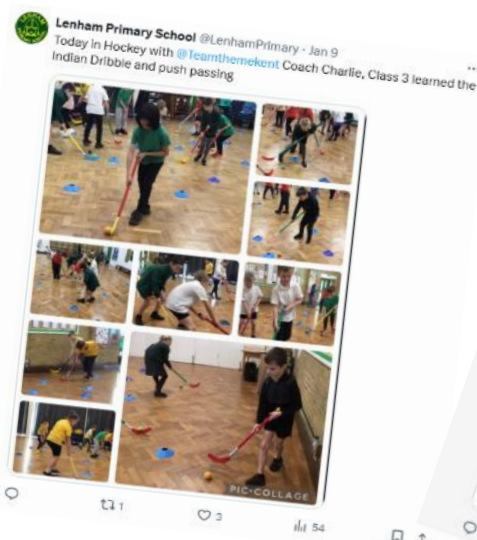 Lenham Primary School @LenhamPrimary · Jan 9
Today in Hockey with @Teamthemekent Coach Charlie, Class 3 learned the
Indian Dribble and push passing
PIC•COLLAGE
1
3
54